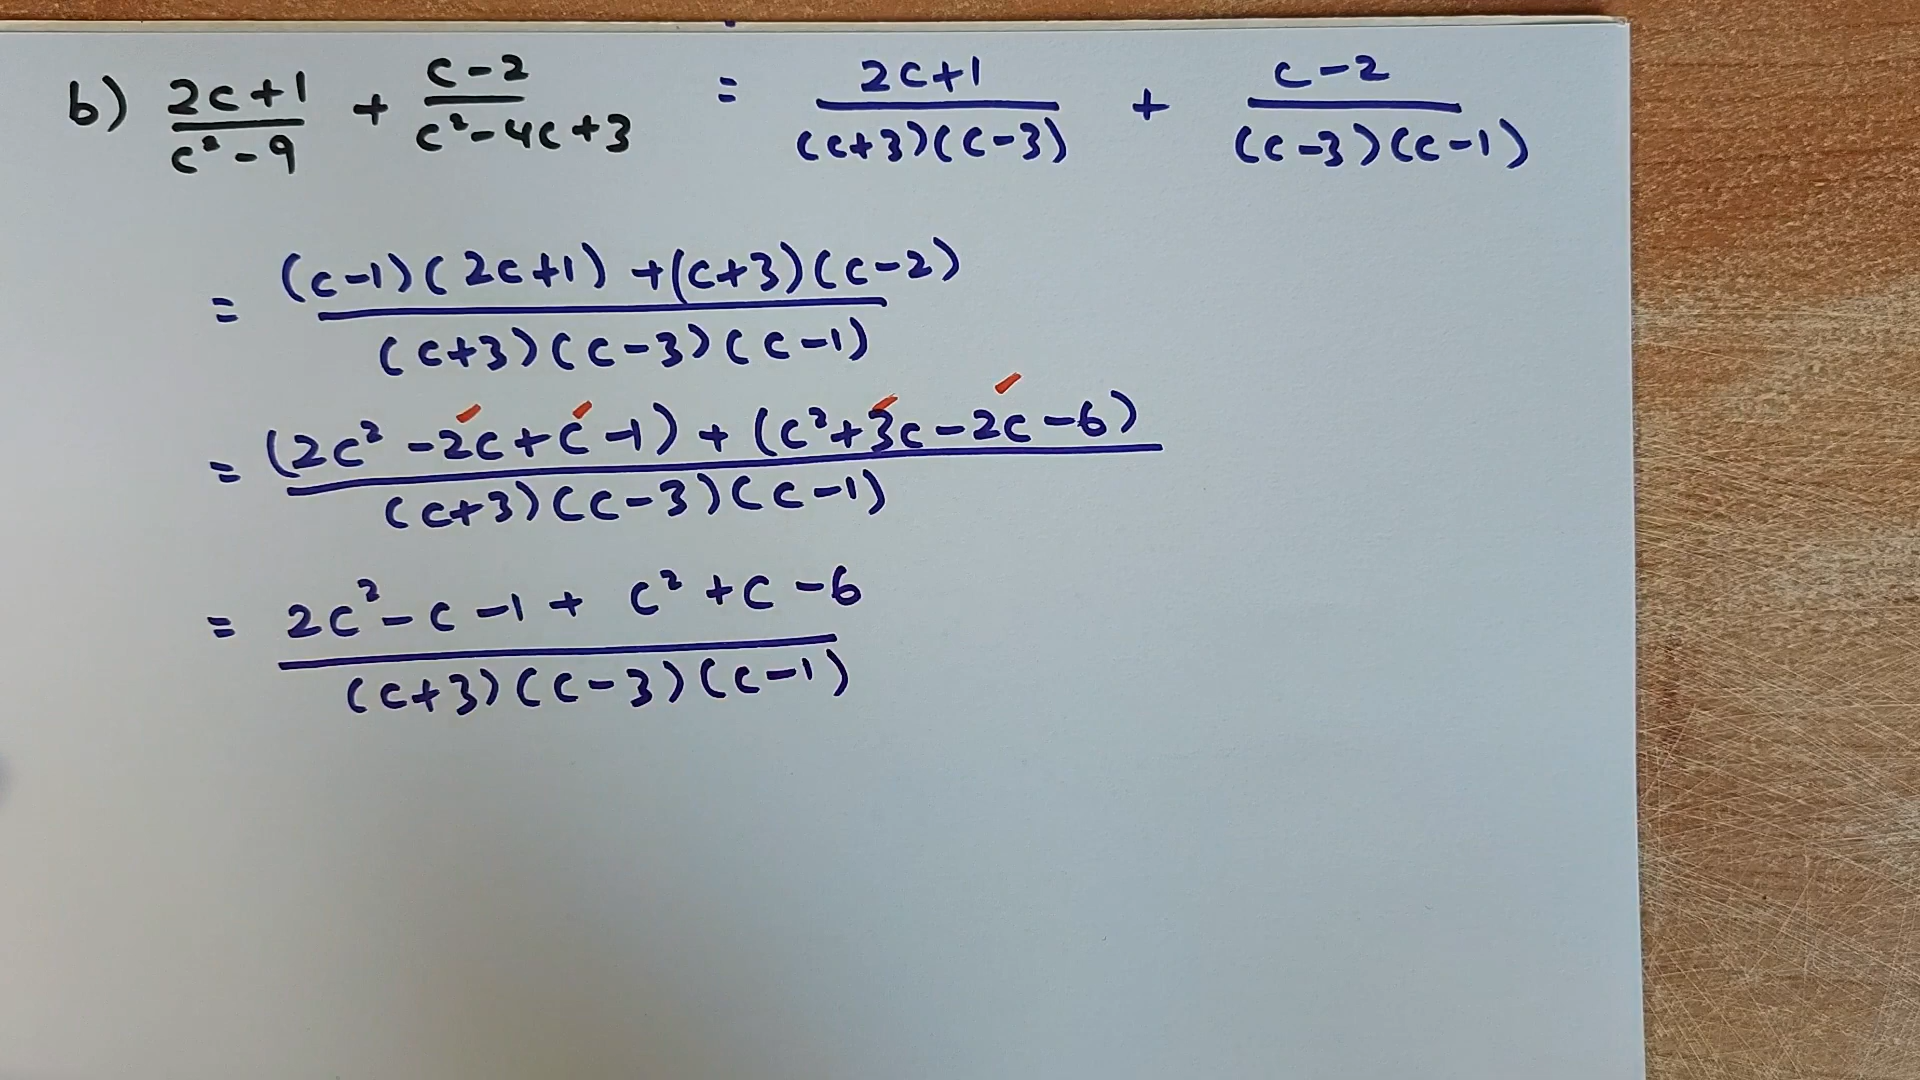 b) (2c+1)/(c²-9) + (c-2)/(c²-4c+3) = (2c+1)/((c+3)(c-3)) + (c-2)/((c-3)(c-1))
= ((c-1)(2c+1)+(c+3)(c-2))/((c+3)(c-3)(c-1))
= ((2c²-2c+c-1)+(c²+3c-2c-6))/((c+3)(c-3)(c-1))
= (2c²-c-1+c²+c-6)/((c+3)(c-3)(c-1))